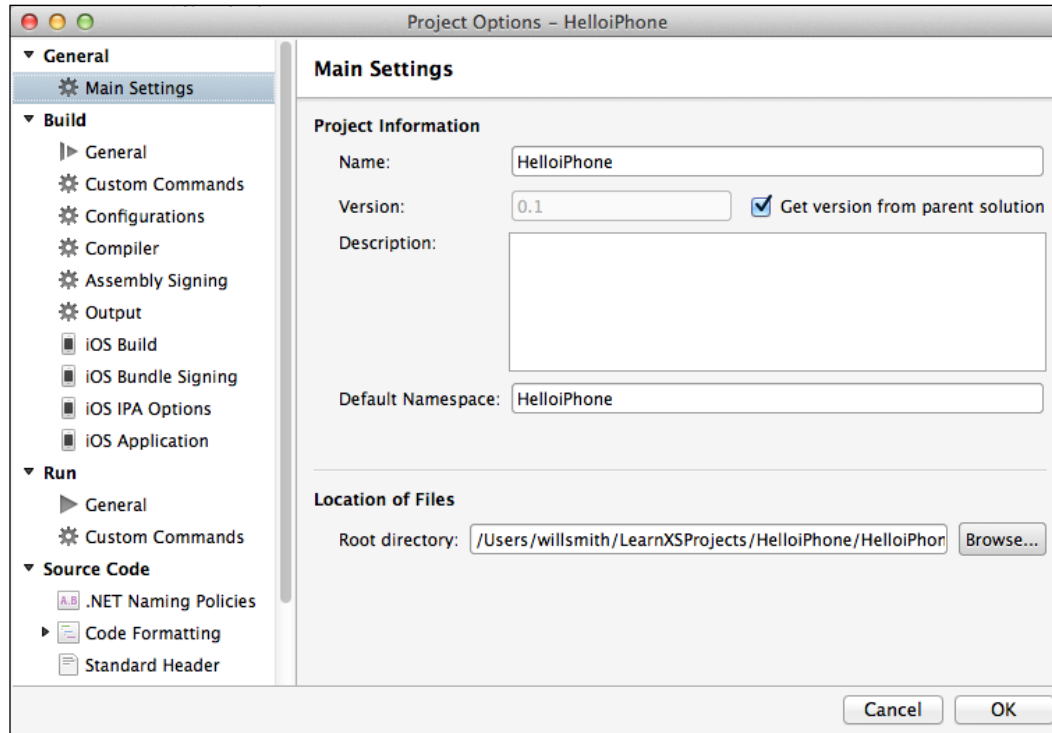 Project Options – HelloiPhone
General
Main Settings
Build
General
Custom Commands
Configurations
Compiler
Assembly Signing
Output
iOS Build
iOS Bundle Signing
iOS IPA Options
iOS Application
Run
General
Custom Commands
Source Code
A.B .NET Naming Policies
Code Formatting
Standard Header
Main Settings
Project Information
Name: HelloiPhone
Version: 0.1 Get version from parent solution
Description:
Default Namespace: HelloiPhone
Location of Files
Root directory: /Users/willsmith/LearnXSProjects/HelloiPhone/HelloiPhon Browse...
Cancel OK